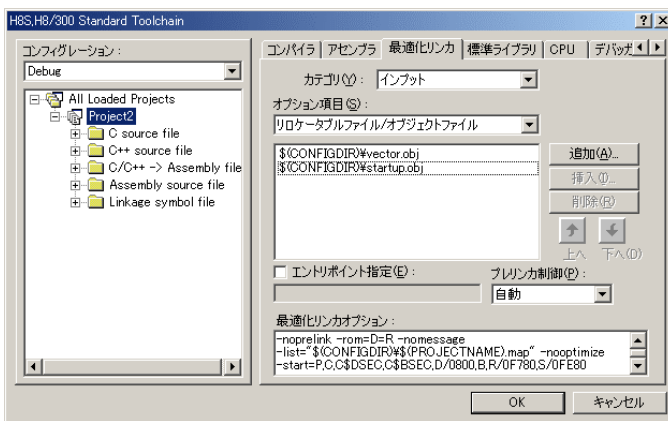 H8S,H8/300 Standard Toolchain
コンフィグレーション：
Debug
All Loaded Projects
Project2
C source file
C++ source file
C/C++ -> Assembly file
Assembly source file
Linkage symbol file
コンパイラ アセンブラ 最適化リンカ 標準ライブラリ CPU デバッガ
カテゴリ(Y)： インプット
オプション項目(S)：
リロケータブルファイル/オブジェクトファイル
$(CONFIGDIR)¥vector.obj
$(CONFIGDIR)¥startup.obj
追加(A)...
挿入(I)...
削除(R)
上へ 下へ(D)
エントリポイント指定(E)：
プレリンカ制御(P)：
自動
最適化リンカオプション：
-noprelink -rom=D=R -nomessage
-list="$(CONFIGDIR)¥$(PROJECTNAME).map" -nooptimize
-start=P,C,C$DSEC,C$BSEC,D/0800,B,R/0F780,S/0FE80
OK キャンセル